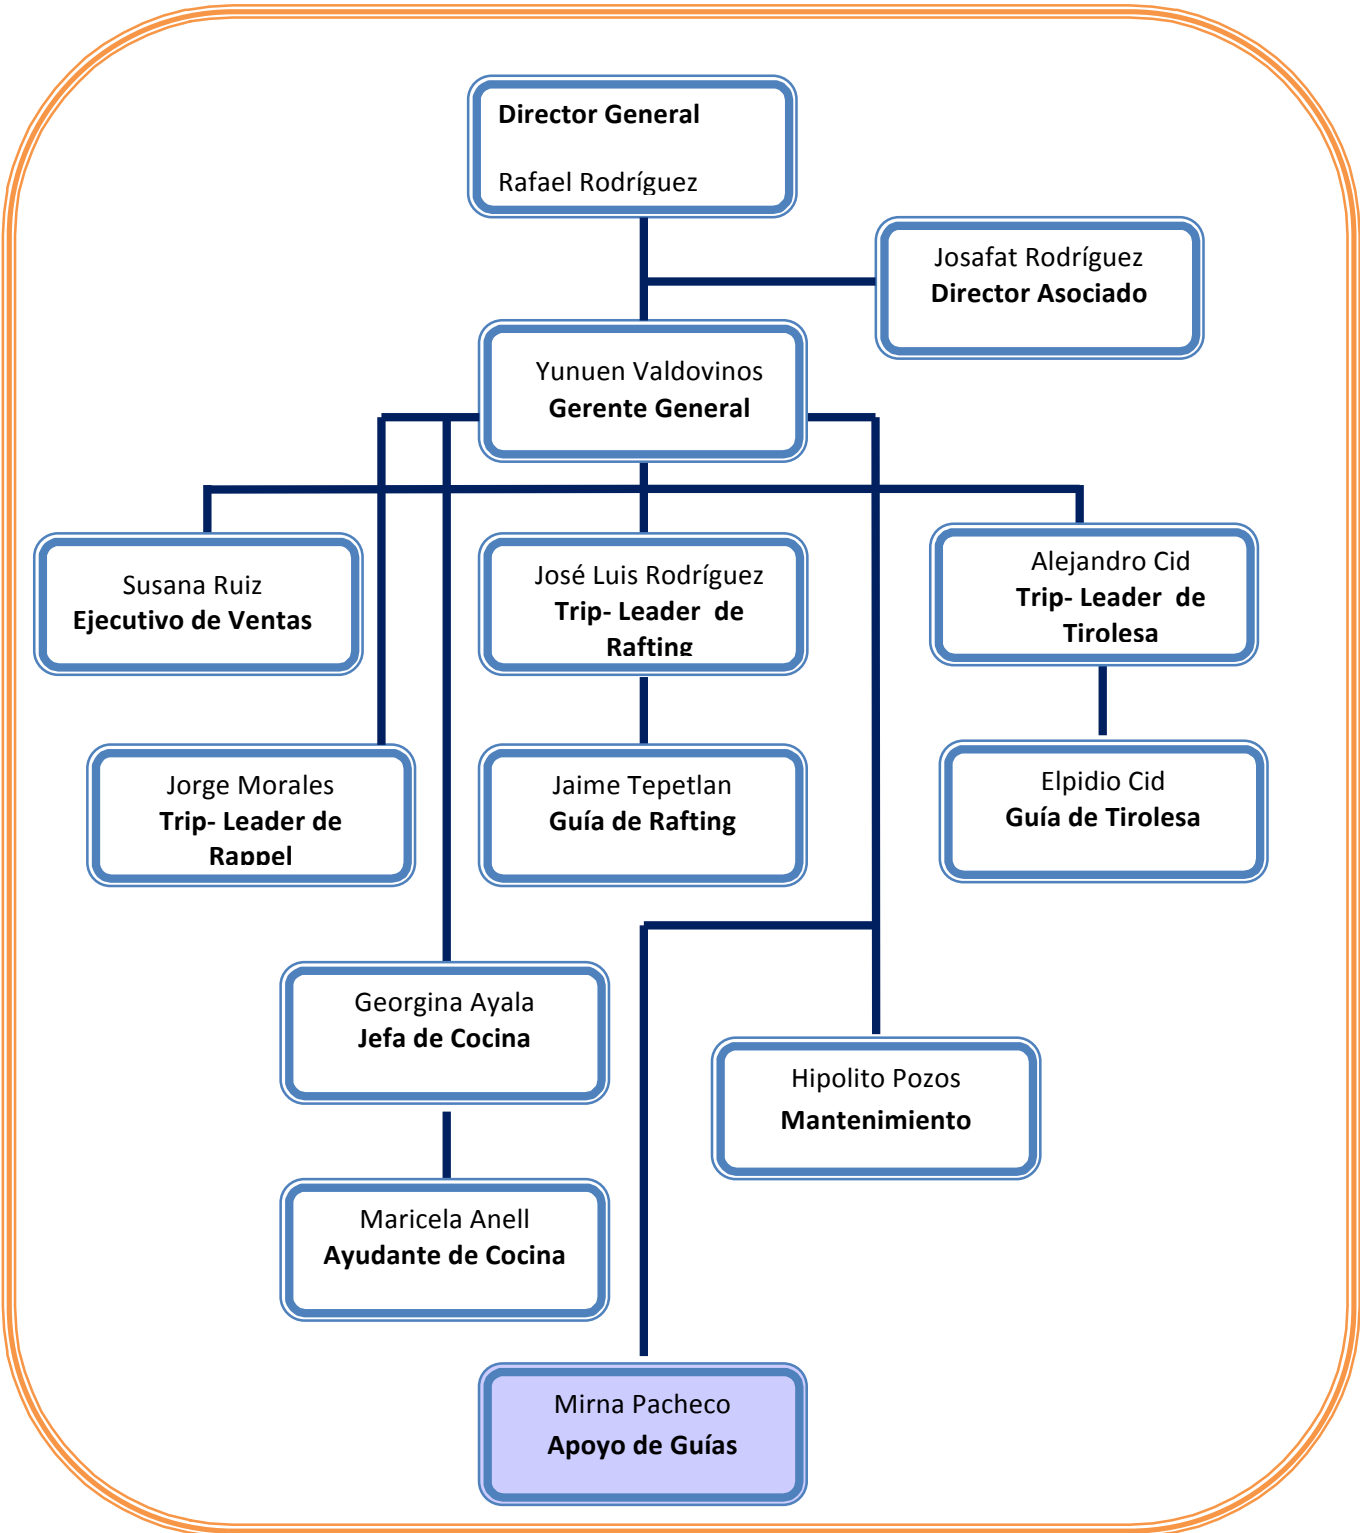 Director General
Rafael Rodríguez
Josafat Rodríguez
Director Asociado
Yunuen Valdovinos
Gerente General
Susana Ruiz
Ejecutivo de Ventas
José Luis Rodríguez
Trip- Leader  de
Rafting
Alejandro Cid
Trip- Leader  de
Tirolesa
Jorge Morales
Trip- Leader de
Rappel
Jaime Tepetlan
Guía de Rafting
Elpidio Cid
Guía de Tirolesa
Georgina Ayala
Jefa de Cocina
Hipolito Pozos
Mantenimiento
Maricela Anell
Ayudante de Cocina
Mirna Pacheco
Apoyo de Guías